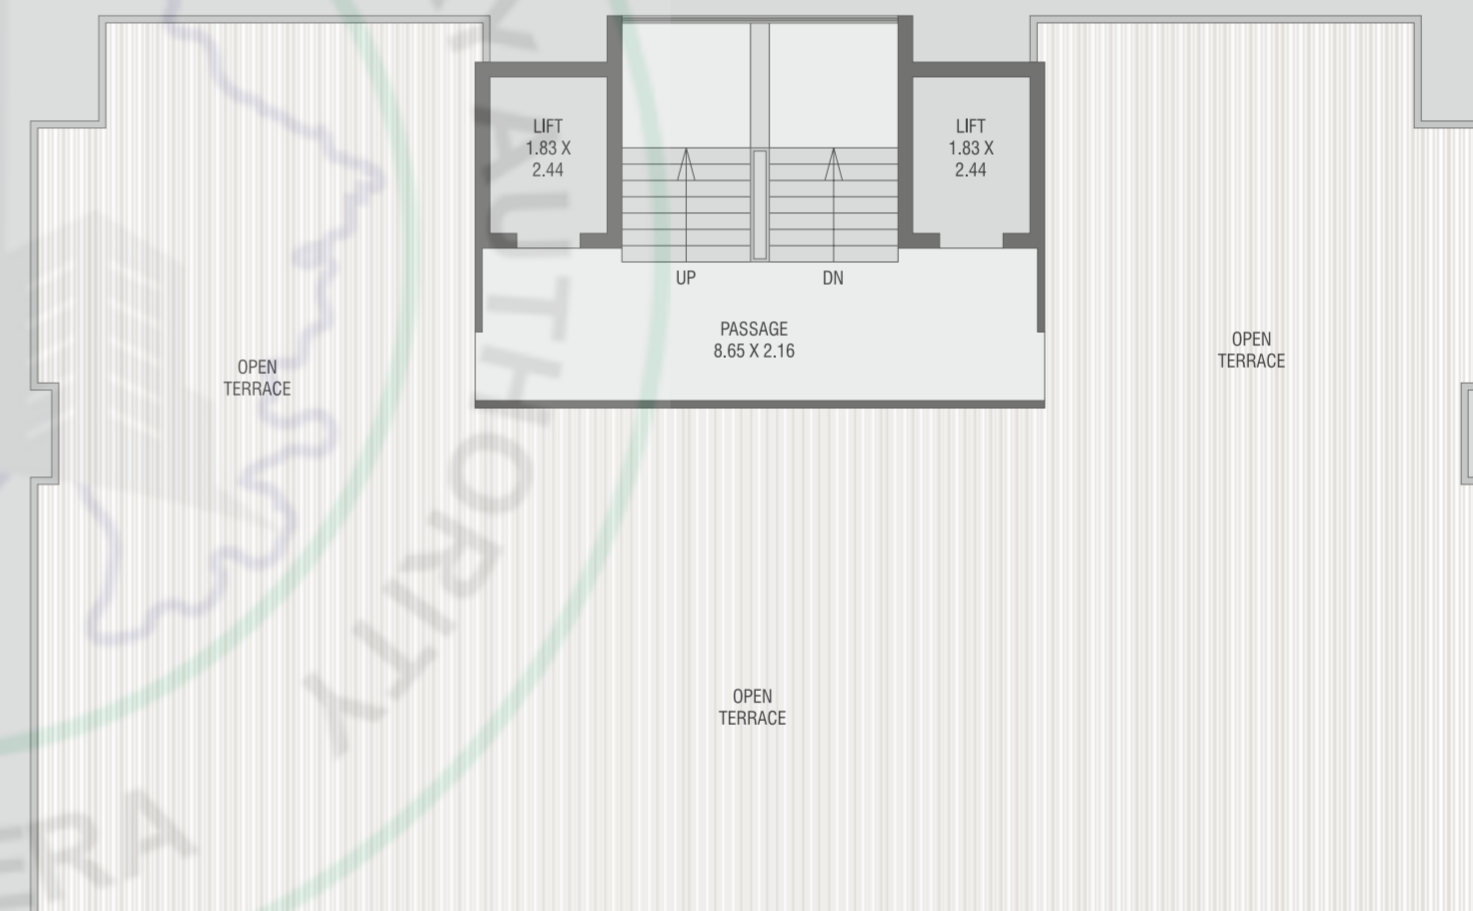 LIFT
1.83 X
2.44
LIFT
1.83 X
2.44
UP
DN
PASSAGE
8.65 X 2.16
OPEN
TERRACE
OPEN
TERRACE
OPEN
TERRACE
AUTHORITY
ERA